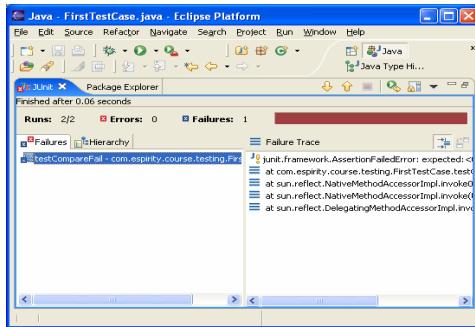 Java - FirstTestCase.java - Eclipse Platform
File Edit Source Refactor Navigate Search Project Run Window Help
Java
Java Type Hi...
JUnit Package Explorer
Finished after 0.06 seconds
Runs: 2/2 Errors: 0 Failures: 1
Failures Hierarchy Failure Trace
testCompareFail - com.espirity.course.testing.Firs
junit.framework.AssertionFailedError: expected:<
at com.espirity.course.testing.FirstTestCase.test
at sun.reflect.NativeMethodAccessorImpl.invoke0
at sun.reflect.NativeMethodAccessorImpl.invoke(
at sun.reflect.DelegatingMethodAccessorImpl.invo